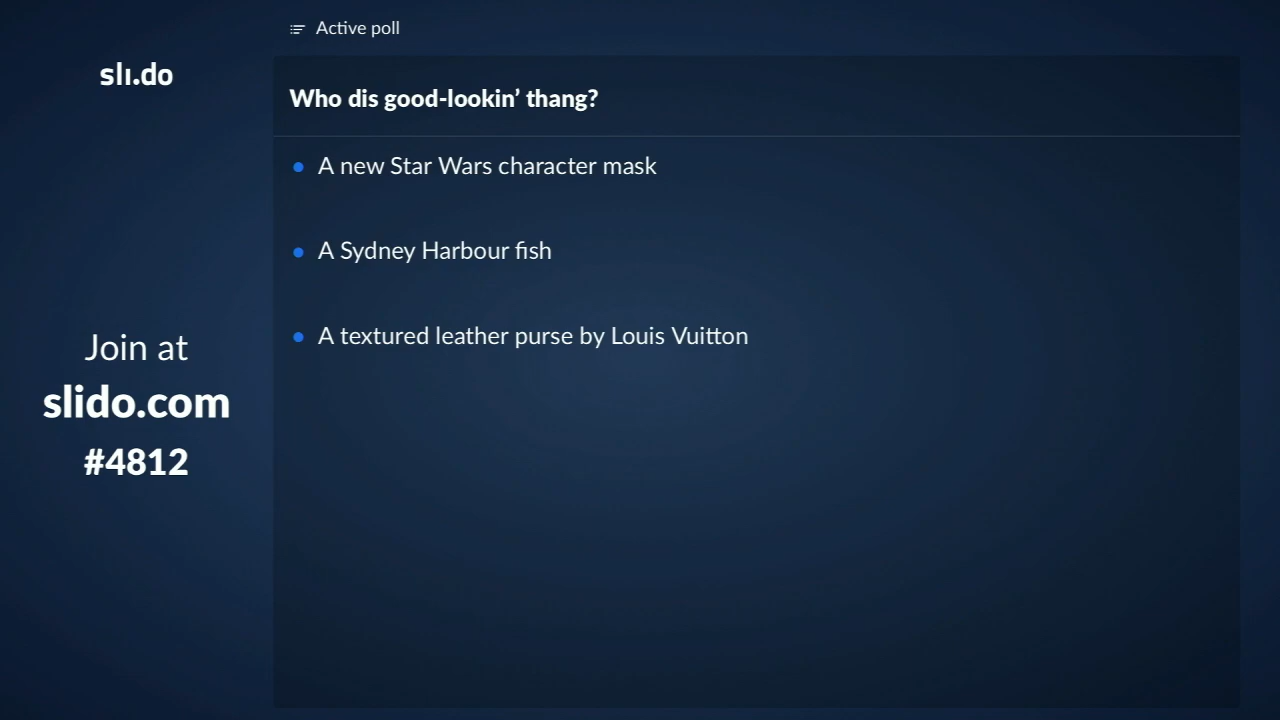 Active poll
sli.do
Who dis good-lookin’ thang?
A new Star Wars character mask
A Sydney Harbour fish
A textured leather purse by Louis Vuitton
Join at
slido.com
#4812